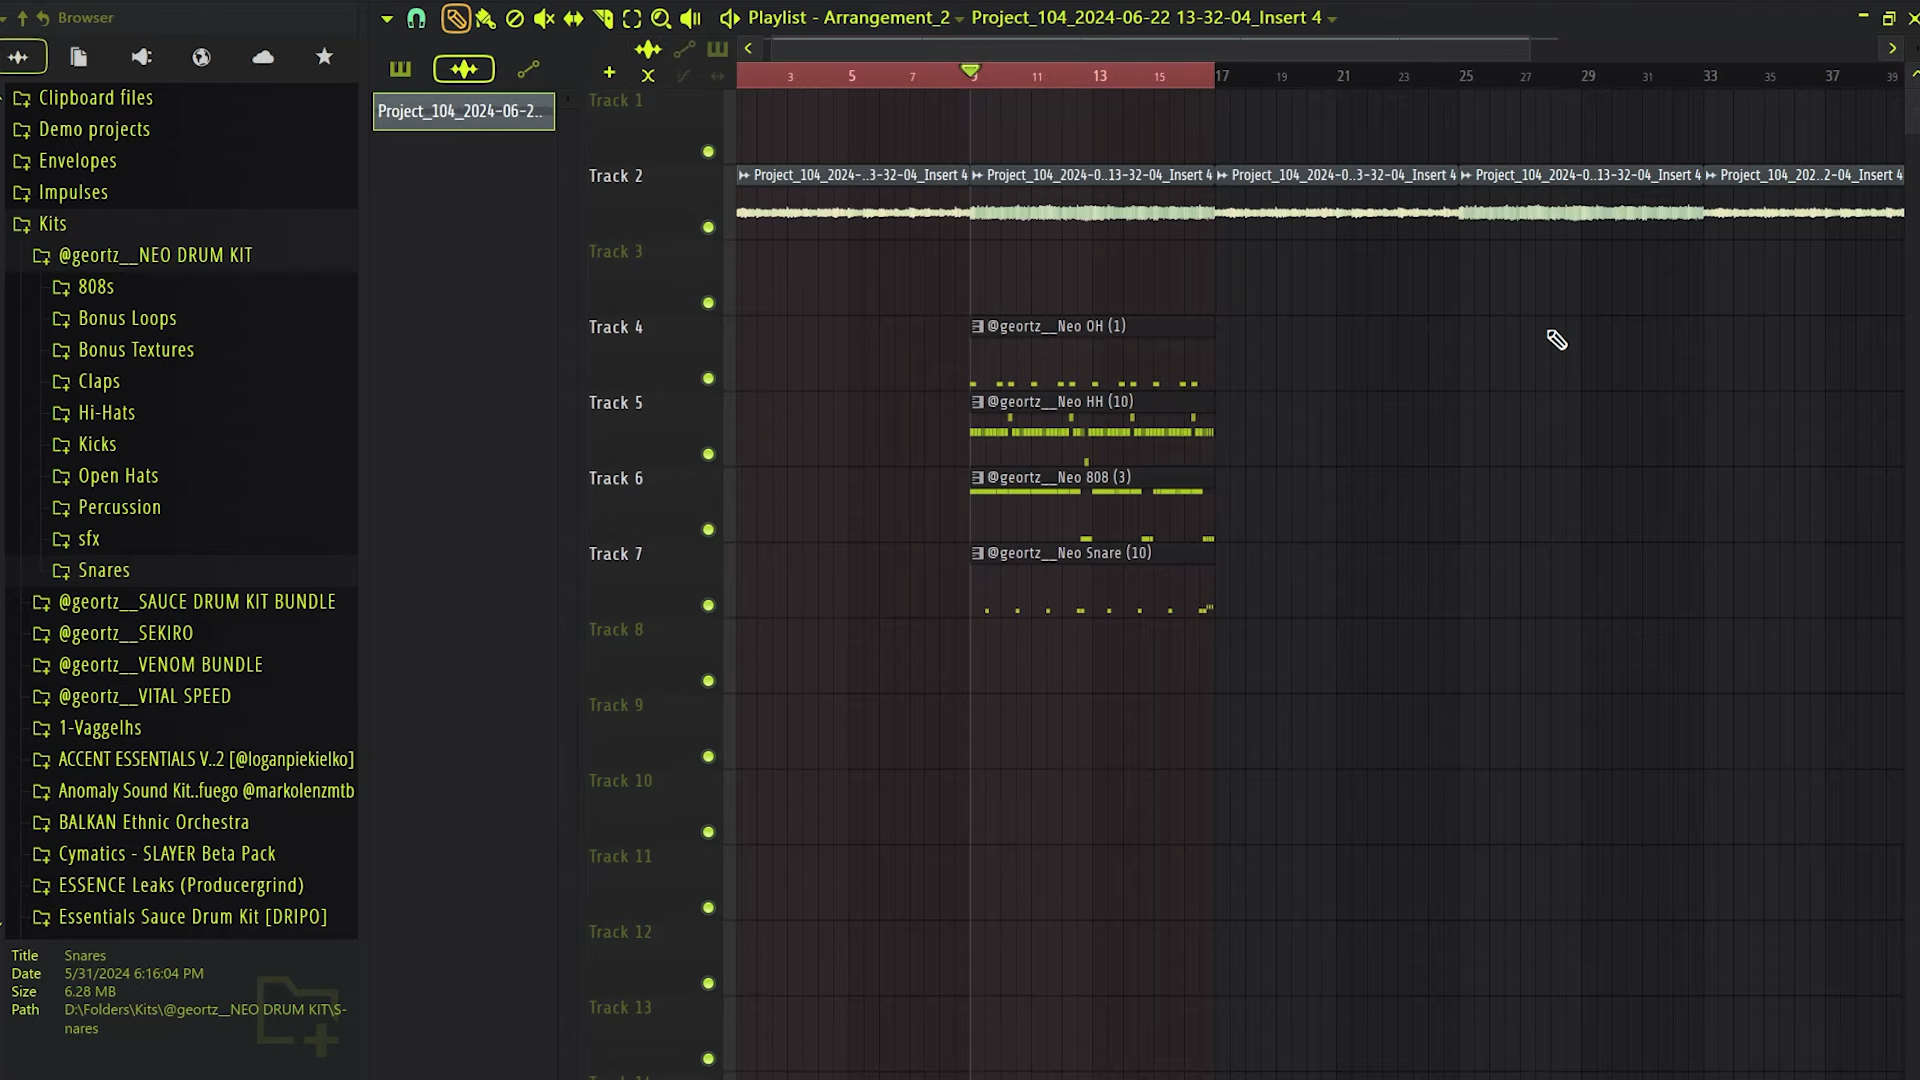 Browser
Playlist - Arrangement_2 Project_104_2024-06-22 13-32-04_Insert 4
3 5 7 11 13 15 17 19 21 23 25 27 29 31 33 35 37 39
Project_104_2024-06-2..
Clipboard files
Demo projects
Envelopes
Impulses
Kits
@geortz__NEO DRUM KIT
808s
Bonus Loops
Bonus Textures
Claps
Hi-Hats
Kicks
Open Hats
Percussion
sfx
Snares
@geortz__SAUCE DRUM KIT BUNDLE
@geortz__SEKIRO
@geortz__VENOM BUNDLE
@geortz__VITAL SPEED
1-Vaggelhs
ACCENT ESSENTIALS V..2 [@loganpiekielko]
Anomaly Sound Kit..fuego @markolenzmtb
BALKAN Ethnic Orchestra
Cymatics - SLAYER Beta Pack
ESSENCE Leaks (Producergrind)
Essentials Sauce Drum Kit [DRIPO]
Title Snares
Date 5/31/2024 6:16:04 PM
Size 6.28 MB
Path D:\Folders\Kits\@geortz__NEO DRUM KIT\S-
nares
Track 1
Track 2
Project_104_2024-..3-32-04_Insert 4
Project_104_2024-0..13-32-04_Insert 4
Project_104_2024-0..3-32-04_Insert 4
Project_104_2024-0..13-32-04_Insert 4
Project_104_202..2-04_Insert 4
Track 3
Track 4
@geortz__Neo OH (1)
Track 5
@geortz__Neo HH (10)
Track 6
@geortz__Neo 808 (3)
Track 7
@geortz__Neo Snare (10)
Track 8
Track 9
Track 10
Track 11
Track 12
Track 13